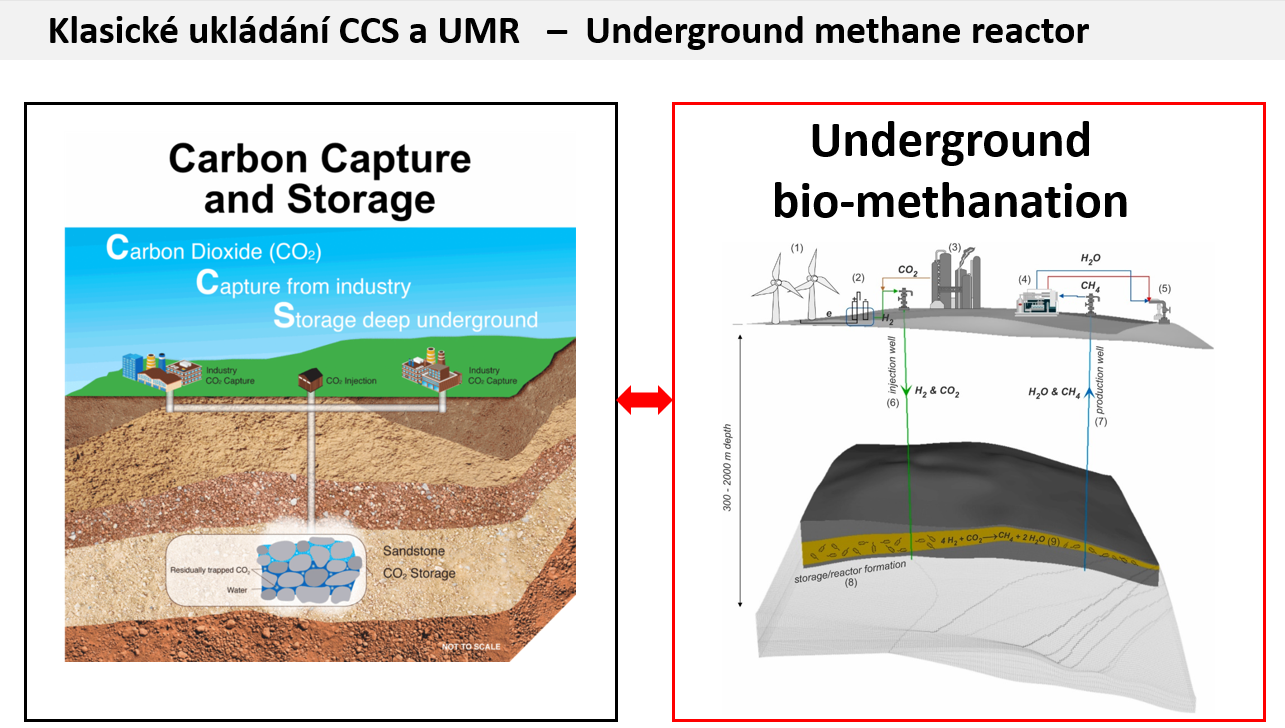 Klasické ukládání CCS a UMR – Underground methane reactor
Carbon Capture
and Storage
Carbon Dioxide (CO₂)
Capture from industry
Storage deep underground
Industry
CO₂ Capture
CO₂ Injection
Industry
CO₂ Capture
Residually trapped CO₂
Water
Sandstone
CO₂ Storage
NOT TO SCALE
Underground
bio-methanation
(1)
(2)
(3)
(4)
(5)
CO₂
H₂O
CH₄
e
H₂
injection well
(6)
H₂ & CO₂
H₂O & CH₄
production well
(7)
300 - 2000 m depth
4 H₂ + CO₂ → CH₄ + 2 H₂O (9)
storage/reactor formation
(8)